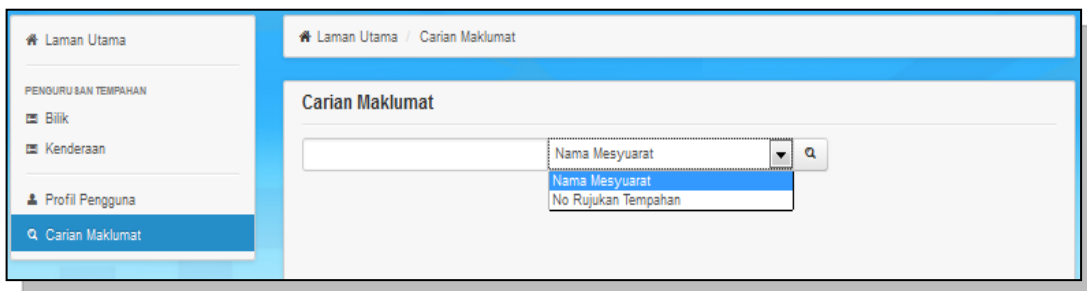 Laman Utama
PENGURUSAN TEMPAHAN
Bilik
Kenderaan
Profil Pengguna
Carian Maklumat
Laman Utama / Carian Maklumat
Carian Maklumat
Nama Mesyuarat
Nama Mesyuarat
No Rujukan Tempahan